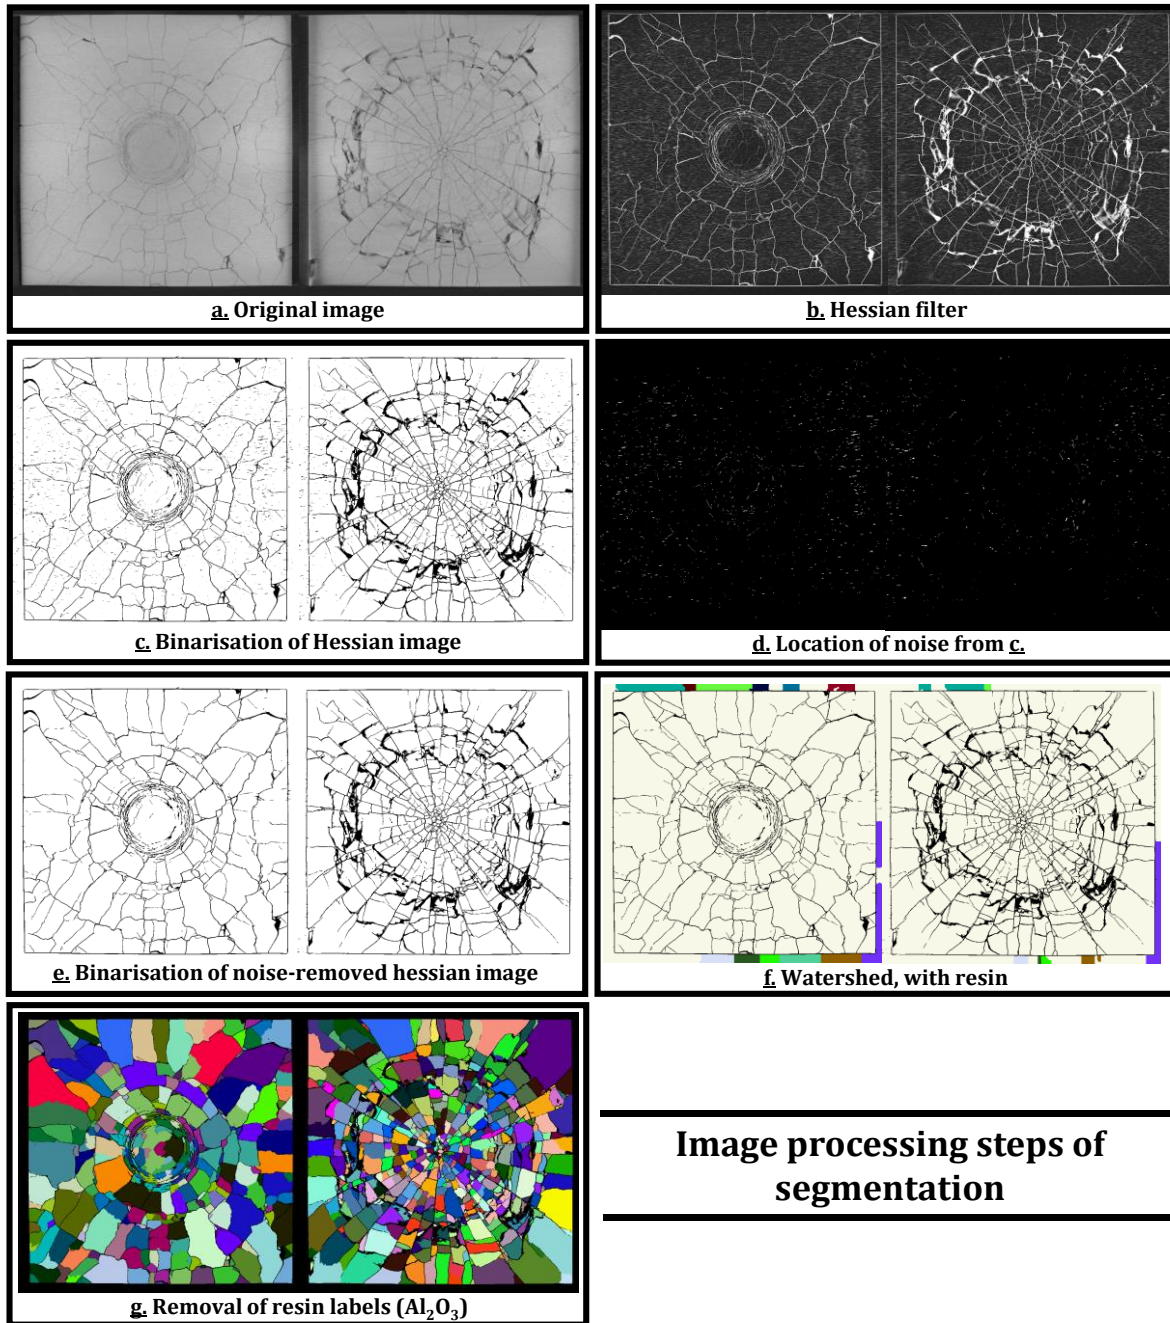 a. Original image
b. Hessian filter
c. Binarisation of Hessian image
d. Location of noise from c.
e. Binarisation of noise-removed hessian image
f. Watershed, with resin
g. Removal of resin labels (Al₂O₃)
Image processing steps of
segmentation